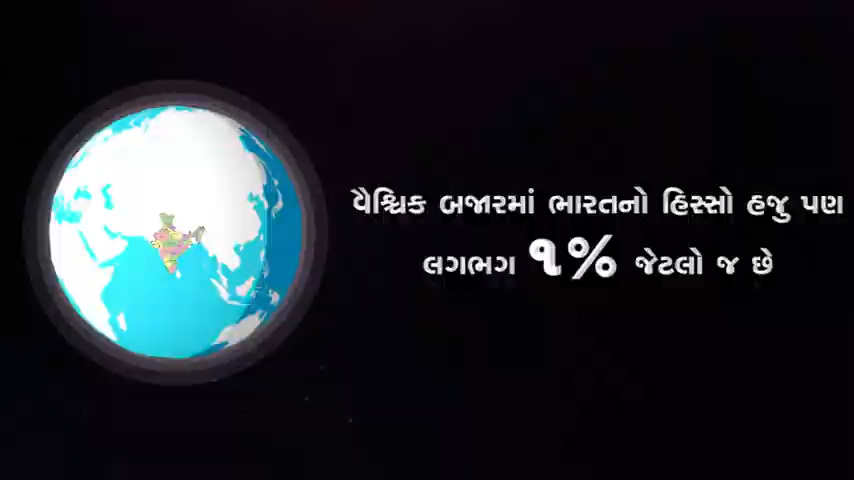 વૈશ્વિક બજારમાં ભારતનો હિસ્સો હજુ પણ
લગભગ ૧% જેટલો જ છે